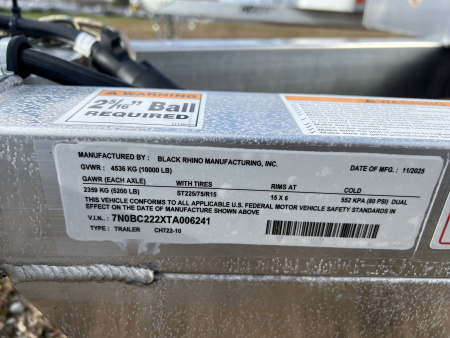 WARNING
2 5/16" Ball
REQUIRED
WARNING
MANUFACTURED BY : BLACK RHINO MANUFACTURING, INC.
GVWR : 4536 KG (10000 LB) DATE OF MFG. : 11/2025
GAWR (EACH AXLE) WITH TIRES RIMS AT COLD
2359 KG (5200 LB) ST225/75/R15 15 X 6 552 KPA (80 PSI) DUAL
THIS VEHICLE CONFORMS TO ALL APPLICABLE U.S. FEDERAL MOTOR VEHICLE SAFETY STANDARDS IN
EFFECT ON THE DATE OF MANUFACTURE SHOWN ABOVE
V.I.N. : 7N0BC222XTA006241
TYPE : TRAILER CH722-10